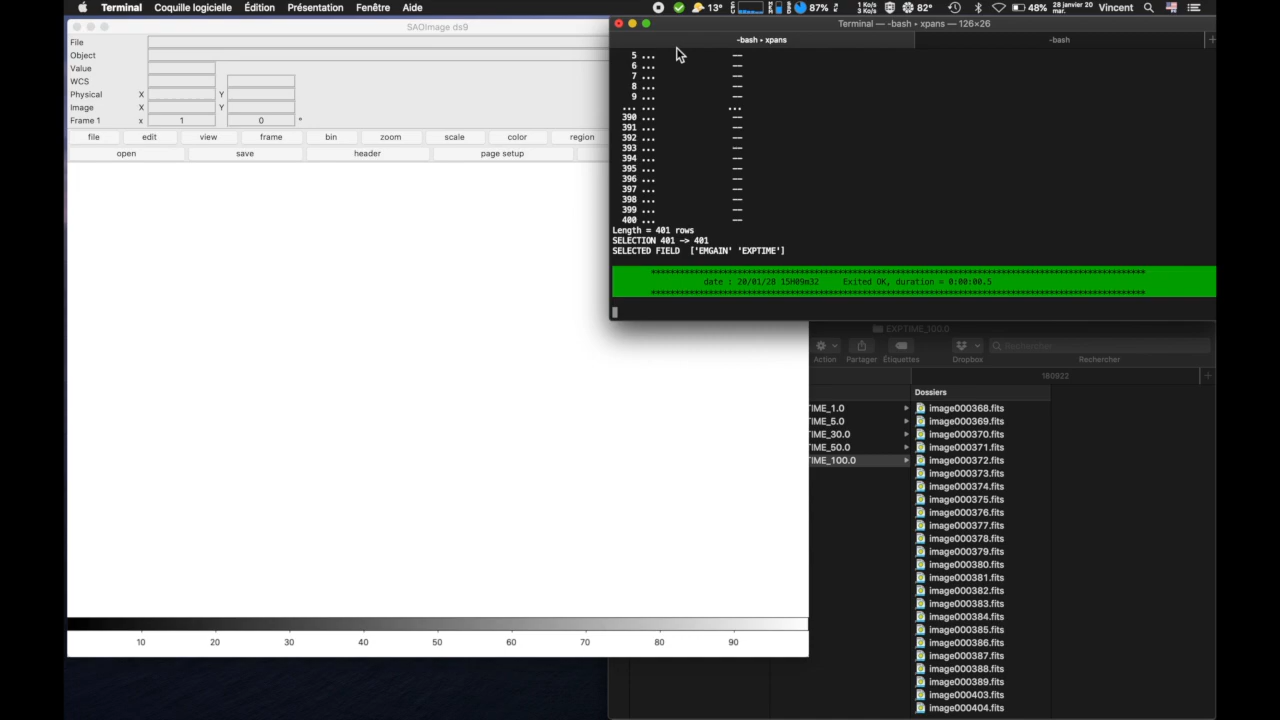 Terminal Coquille logicielle Édition Présentation Fenêtre Aide 13° 87% 1 Ko/s 3 Ko/s 82° 48% 28 janvier 20 mar. Vincent
SAOImage ds9
File
Object
Value
WCS
Physical X Y
Image X Y
Frame 1 x 1 0 °
file edit view frame bin zoom scale color region
open save header page setup
10 20 30 40 50 60 70 80 90
Terminal — -bash • xpans — 126×26
-bash • xpans -bash
5 ... —
6 ... —
7 ... —
8 ... —
9 ... —
... ... ...
390 ... —
391 ... —
392 ... —
393 ... —
394 ... —
395 ... —
396 ... —
397 ... —
398 ... —
399 ... —
400 ... —
Length = 401 rows
SELECTION 401 -> 401
SELECTED FIELD ['EMGAIN' 'EXPTIME']
date : 20/01/28 15H09m32 Exited OK, duration = 0:00:00.5
EXPTIME_100.0
Rechercher
Action Partager Étiquettes Dropbox Rechercher
180922
Dossiers
TIME_1.0
TIME_5.0
TIME_30.0
TIME_50.0
TIME_100.0
image000368.fits
image000369.fits
image000370.fits
image000371.fits
image000372.fits
image000373.fits
image000374.fits
image000375.fits
image000376.fits
image000377.fits
image000378.fits
image000379.fits
image000380.fits
image000381.fits
image000382.fits
image000383.fits
image000384.fits
image000385.fits
image000386.fits
image000387.fits
image000388.fits
image000389.fits
image000403.fits
image000404.fits